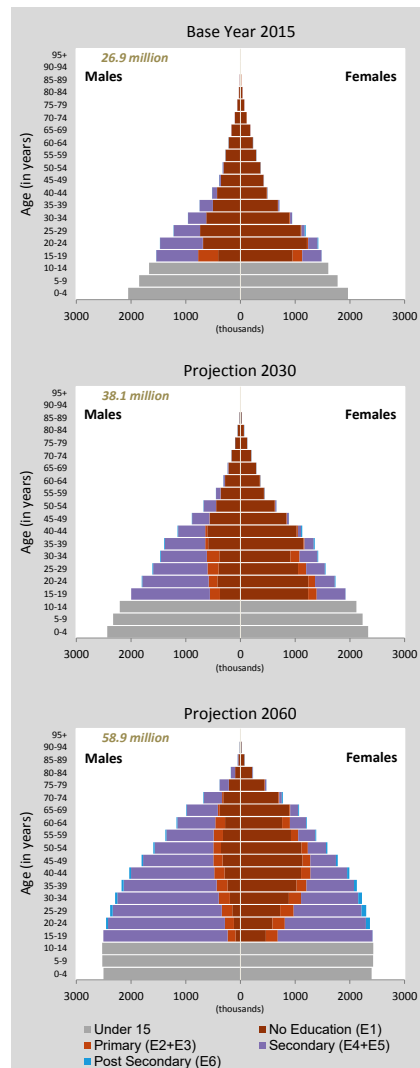 Base Year 2015
26.9 million
Males
Females
Age (in years)
95+
90-94
85-89
80-84
75-79
70-74
65-69
60-64
55-59
50-54
45-49
40-44
35-39
30-34
25-29
20-24
15-19
10-14
5-9
0-4
3000 2000 1000 0 1000 2000 3000
(thousands)
Projection 2030
38.1 million
Males
Females
Age (in years)
95+
90-94
85-89
80-84
75-79
70-74
65-69
60-64
55-59
50-54
45-49
40-44
35-39
30-34
25-29
20-24
15-19
10-14
5-9
0-4
3000 2000 1000 0 1000 2000 3000
(thousands)
Projection 2060
58.9 million
Males
Females
Age (in years)
95+
90-94
85-89
80-84
75-79
70-74
65-69
60-64
55-59
50-54
45-49
40-44
35-39
30-34
25-29
20-24
15-19
10-14
5-9
0-4
3000 2000 1000 0 1000 2000 3000
(thousands)
Under 15
No Education (E1)
Primary (E2+E3)
Secondary (E4+E5)
Post Secondary (E6)